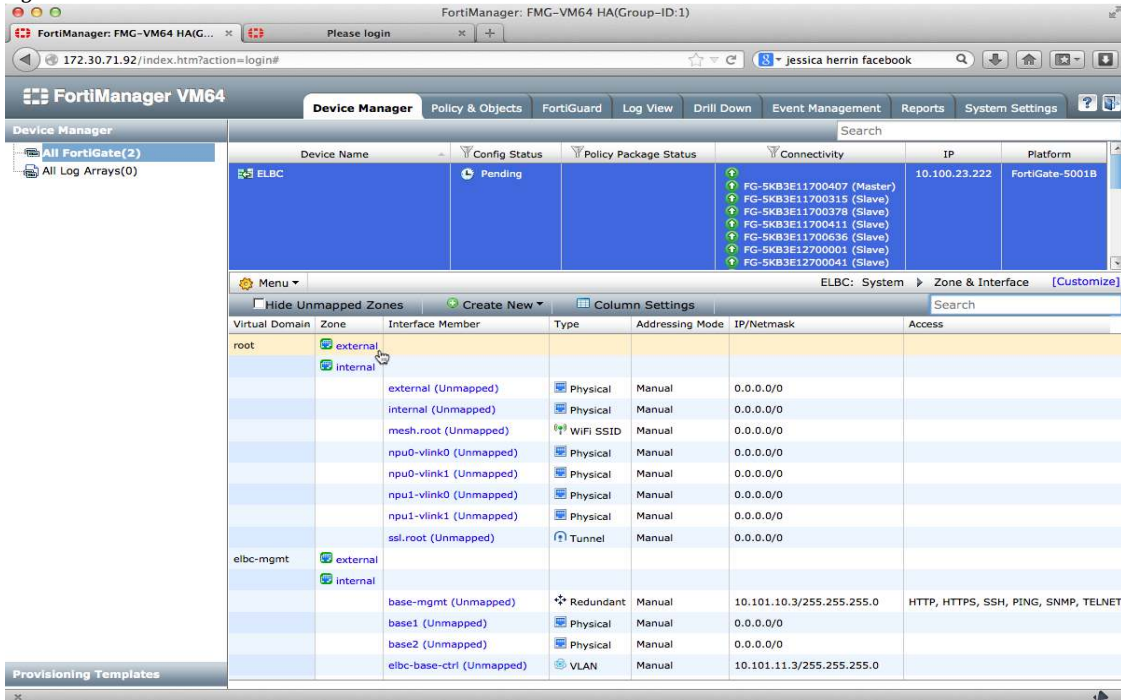 FortiManager: FMG-VM64 HA(Group-ID:1)
FortiManager: FMG-VM64 HA(G... × Please login × +
172.30.71.92/index.htm?action=login# jessica herrin facebook
FortiManager VM64
Device Manager Policy & Objects FortiGuard Log View Drill Down Event Management Reports System Settings ?
Device Manager Search
All FortiGate(2)
All Log Arrays(0)
Device Name Config Status Policy Package Status Connectivity IP Platform
ELBC Pending 10.100.23.222 FortiGate-5001B
FG-5KB3E11700407 (Master)
FG-5KB3E11700315 (Slave)
FG-5KB3E11700378 (Slave)
FG-5KB3E11700411 (Slave)
FG-5KB3E11700636 (Slave)
FG-5KB3E12700001 (Slave)
FG-5KB3E12700041 (Slave)
Menu ELBC: System Zone & Interface [Customize]
Hide Unmapped Zones Create New Column Settings Search
Virtual Domain Zone Interface Member Type Addressing Mode IP/Netmask Access
root external
internal
external (Unmapped) Physical Manual 0.0.0.0/0
internal (Unmapped) Physical Manual 0.0.0.0/0
mesh.root (Unmapped) WiFi SSID Manual 0.0.0.0/0
npu0-vlink0 (Unmapped) Physical Manual 0.0.0.0/0
npu0-vlink1 (Unmapped) Physical Manual 0.0.0.0/0
npu1-vlink0 (Unmapped) Physical Manual 0.0.0.0/0
npu1-vlink1 (Unmapped) Physical Manual 0.0.0.0/0
ssl.root (Unmapped) Tunnel Manual 0.0.0.0/0
elbc-mgmt external
internal
base-mgmt (Unmapped) Redundant Manual 10.101.10.3/255.255.255.0 HTTP, HTTPS, SSH, PING, SNMP, TELNET
base1 (Unmapped) Physical Manual 0.0.0.0/0
base2 (Unmapped) Physical Manual 0.0.0.0/0
elbc-base-ctrl (Unmapped) VLAN Manual 10.101.11.3/255.255.255.0
Provisioning Templates
×